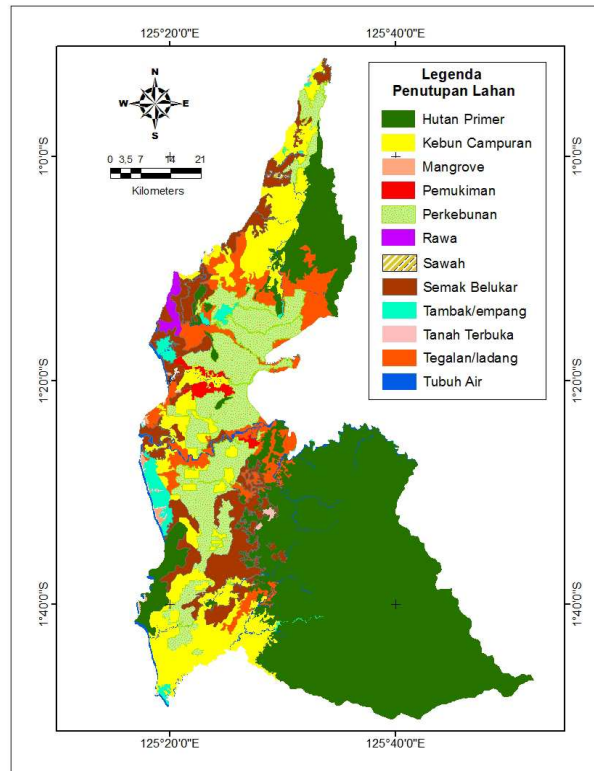 125°20'0"E
125°40'0"E
N
W
E
S
0 3,5 7 14 21
Kilometers
Legenda
Penutupan Lahan
Hutan Primer
Kebun Campuran
Mangrove
Pemukiman
Perkebunan
Rawa
Sawah
Semak Belukar
Tambak/empang
Tanah Terbuka
Tegalan/ladang
Tubuh Air
1°0'0"S
1°0'0"S
1°20'0"S
1°20'0"S
1°40'0"S
1°40'0"S
125°20'0"E
125°40'0"E